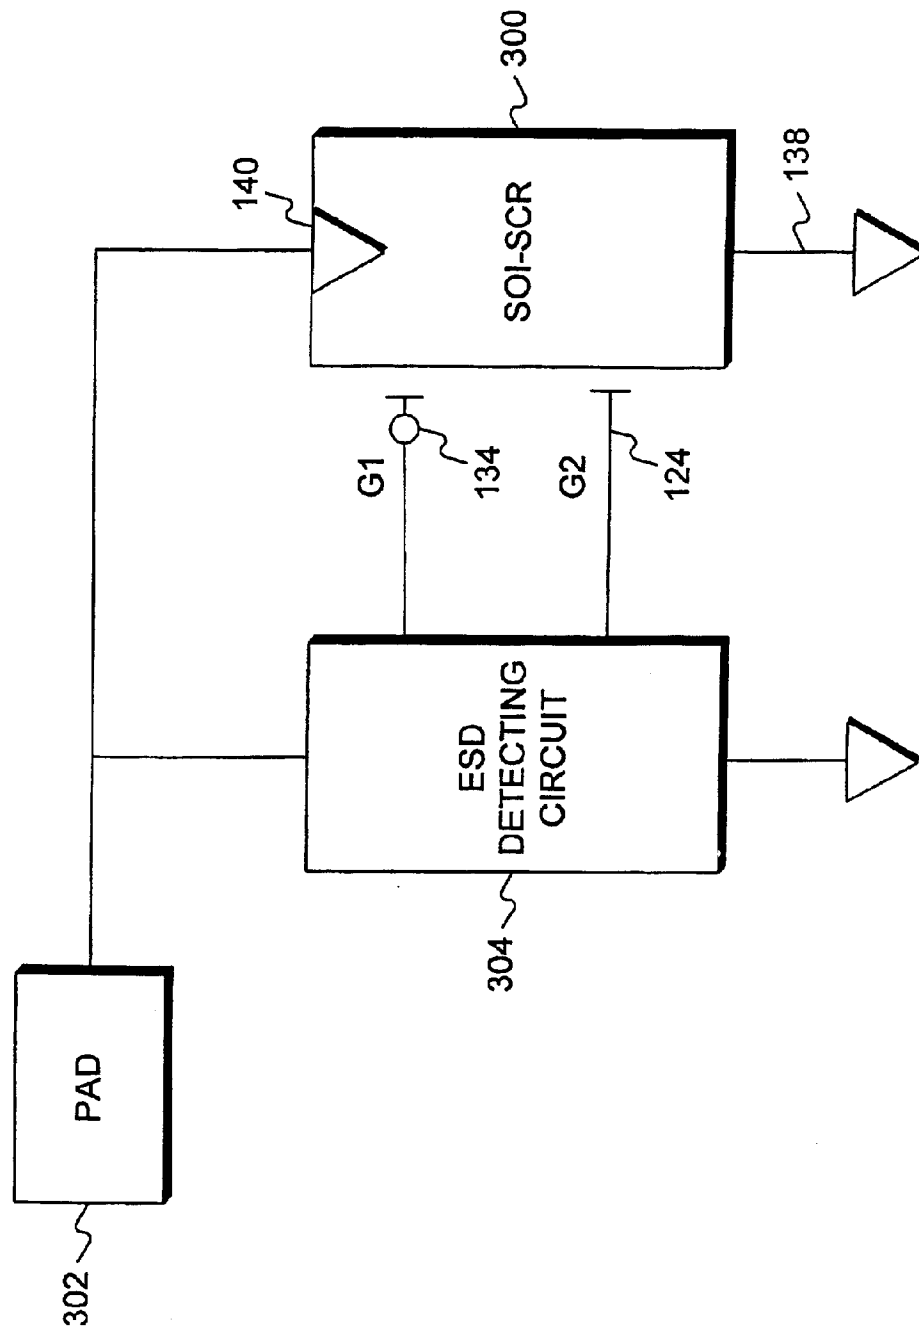 302
PAD
304
ESD
DETECTING
CIRCUIT
G1
134
G2
124
140
SOI-SCR
300
138